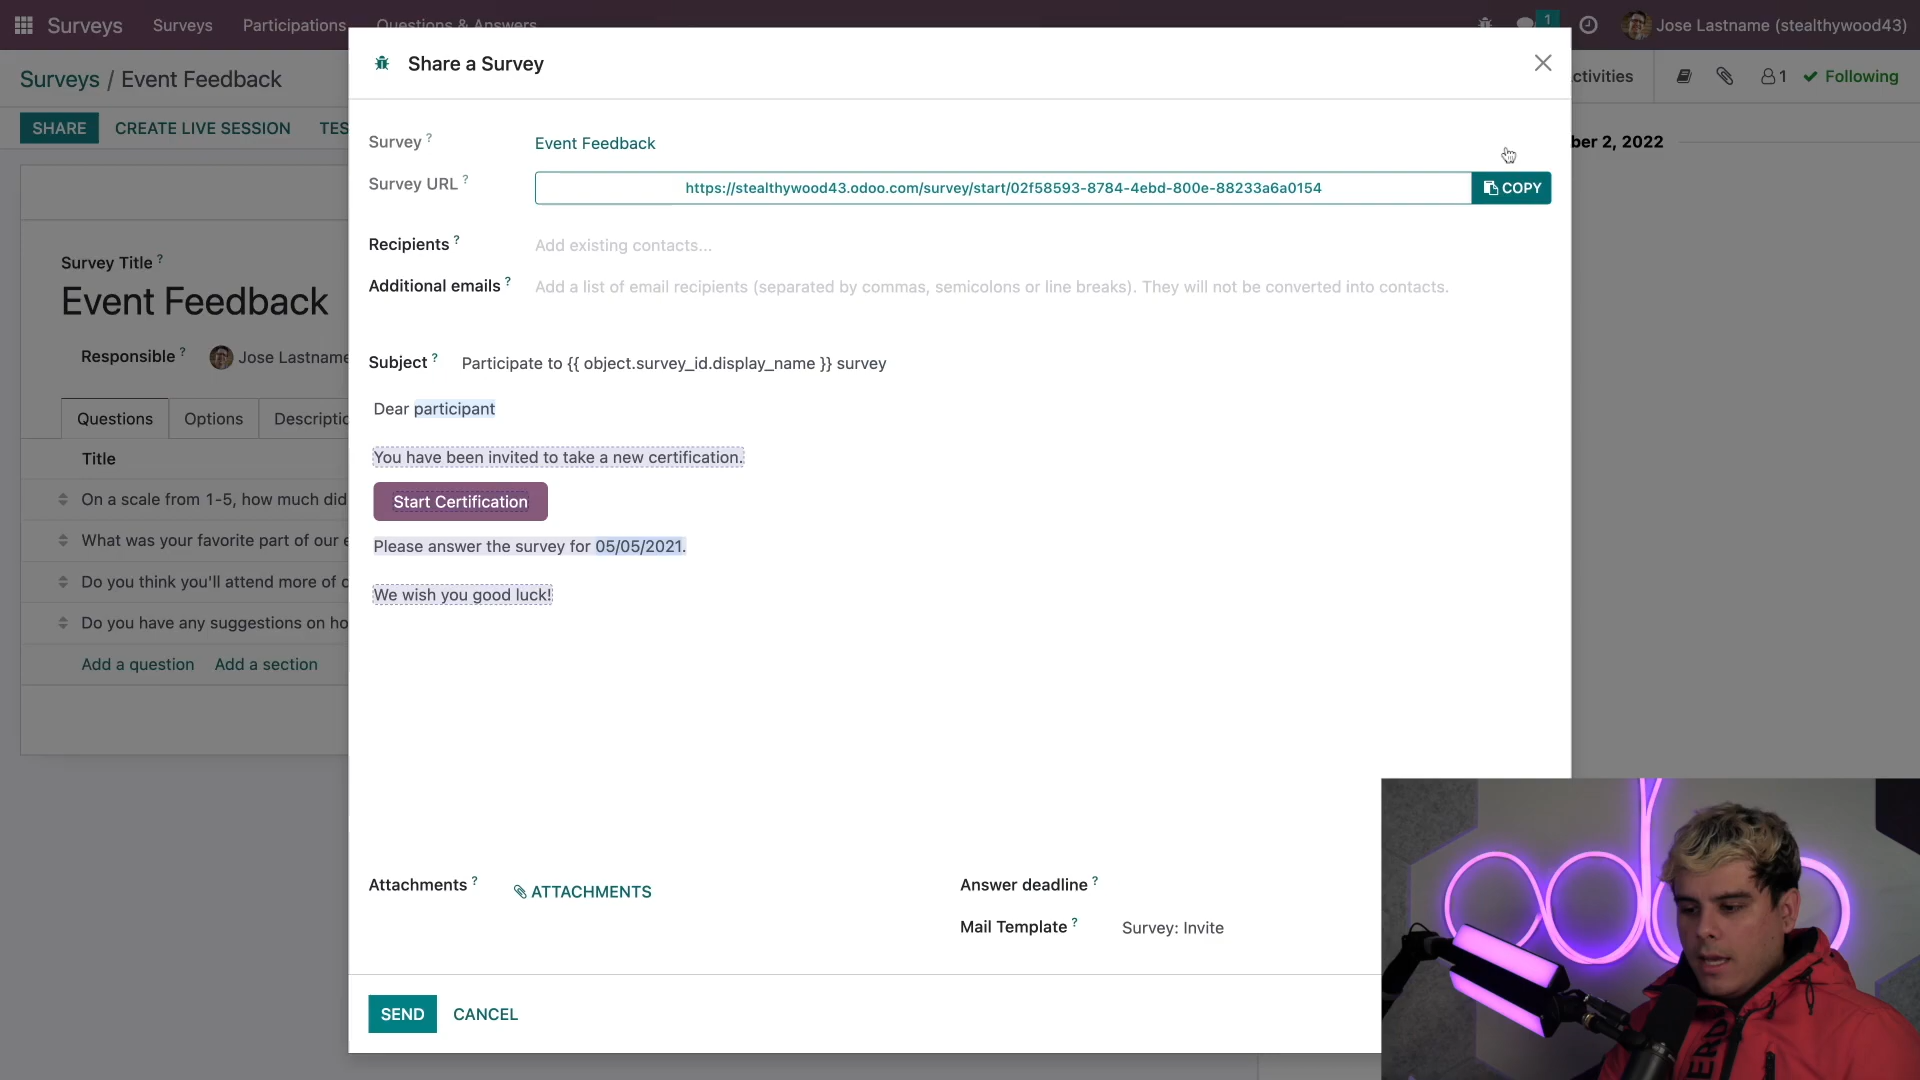 Surveys Surveys Participations Questions & Answers 1 Jose Lastname (stealthywood43)
Surveys / Event Feedback
ctivities 1 Following
SHARE CREATE LIVE SESSION TES
ber 2, 2022
Share a Survey
Survey ? Event Feedback
Survey URL ? https://stealthywood43.odoo.com/survey/start/02f58593-8784-4ebd-800e-88233a6a0154 COPY
Recipients ? Add existing contacts...
Additional emails ? Add a list of email recipients (separated by commas, semicolons or line breaks). They will not be converted into contacts.
Subject ? Participate to {{ object.survey_id.display_name }} survey
Dear participant
You have been invited to take a new certification.
Start Certification
Please answer the survey for 05/05/2021.
We wish you good luck!
Attachments ? ATTACHMENTS
Answer deadline ?
Mail Template ? Survey: Invite
SEND CANCEL
Survey Title ?
Event Feedback
Responsible ? Jose Lastname
Questions Options Descriptio
Title
On a scale from 1-5, how much did
What was your favorite part of our e
Do you think you'll attend more of o
Do you have any suggestions on ho
Add a question Add a section
odoo